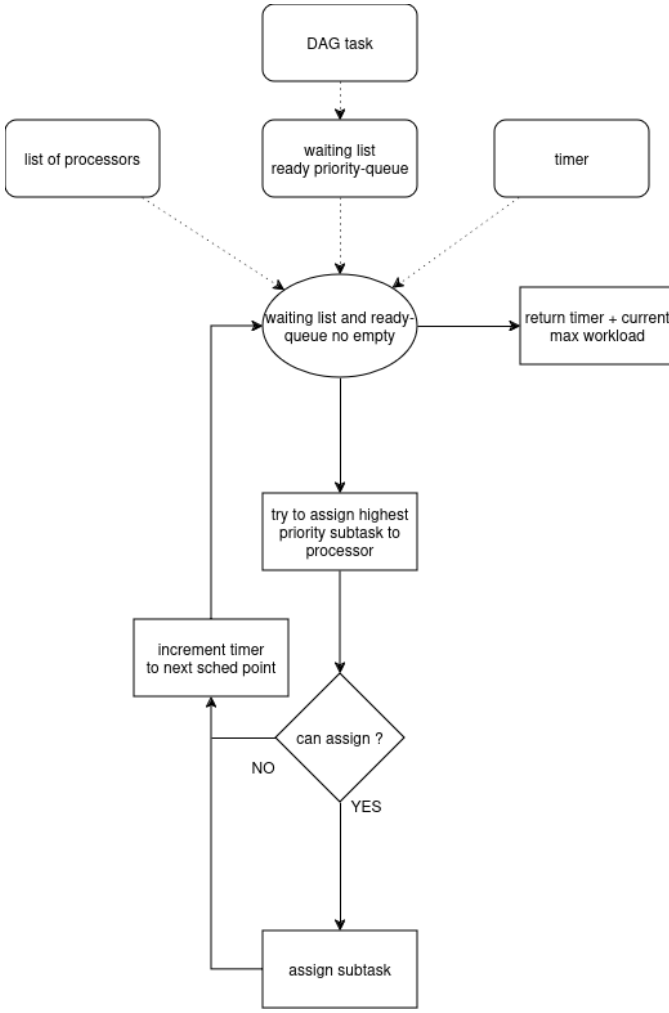 DAG task
list of processors
waiting list
ready priority-queue
timer
waiting list and ready-
queue no empty
return timer + current
max workload
try to assign highest
priority subtask to
processor
increment timer
to next sched point
can assign ?
NO
YES
assign subtask